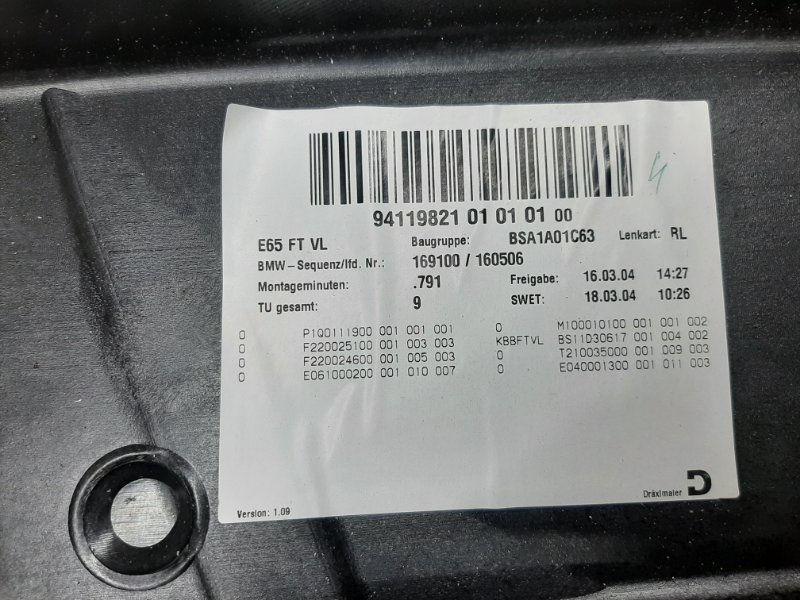 94119821 01 01 01 00
E65 FT VL Baugruppe: BSA1A01C63 Lenkart: RL
BMW-Sequenz/lfd. Nr.: 169100 / 160506
Montageminuten: .791 Freigabe: 16.03.04 14:27
TU gesamt: 9 SWET: 18.03.04 10:26
0 P100111900 001 001 001 0 M100010100 001 001 002
0 F220025100 001 003 003 KBBFTVL BS11D30617 001 004 002
0 F220024600 001 005 003 0 T210035000 001 009 003
0 E061000200 001 010 007 0 E040001300 001 011 003
Version: 1.09 Dräxlmaier D